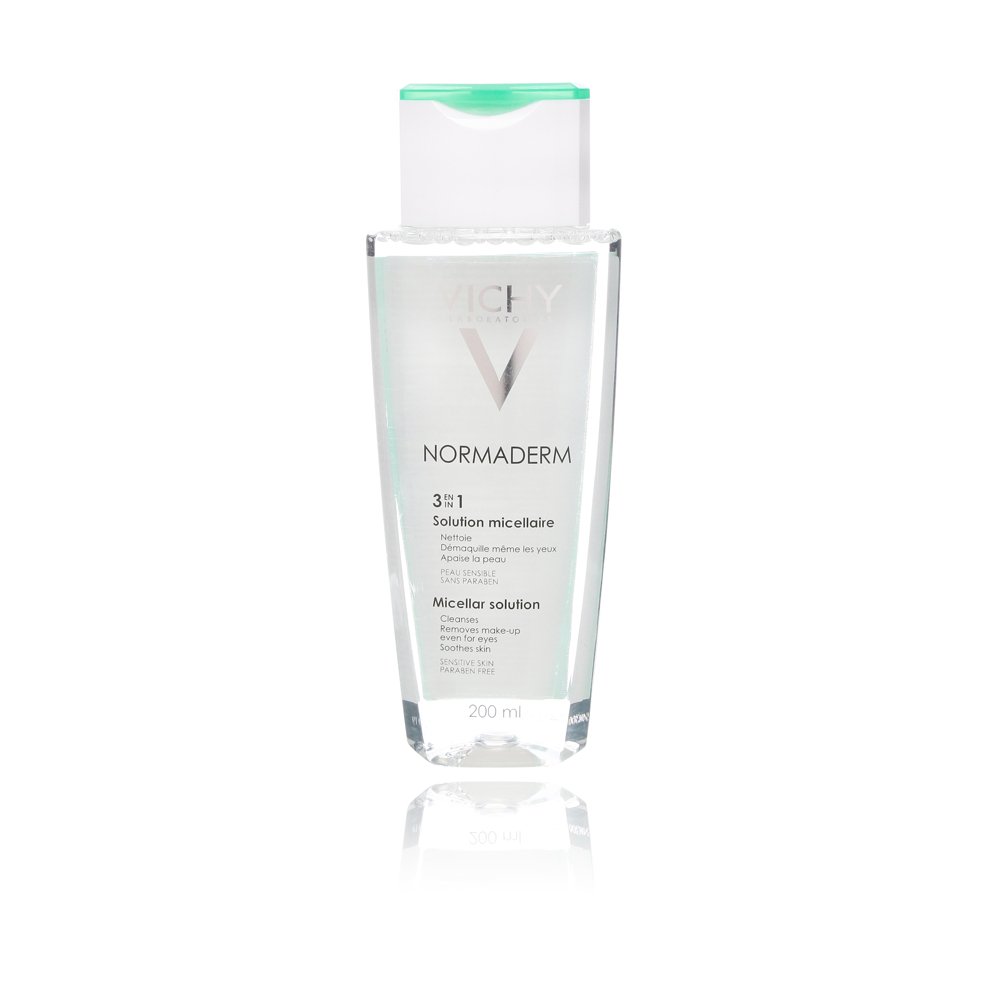 VICHY
LABORATOIRES
V
NORMADERM
3 EN IN 1
Solution micellaire
Nettoie
Démaquille même les yeux
Apaise la peau
PEAU SENSIBLE
SANS PARABEN
Micellar solution
Cleanses
Removes make-up
even for eyes
Soothes skin
SENSITIVE SKIN
PARABEN FREE
200 ml